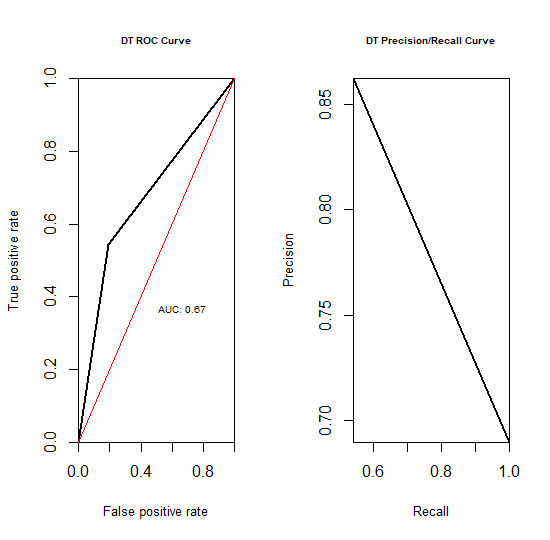 DT ROC Curve
True positive rate
1.0
0.8
0.6
0.4
0.2
0.0
AUC: 0.67
0.0 0.4 0.8
False positive rate
DT Precision/Recall Curve
Precision
0.85
0.80
0.75
0.70
0.6 0.8 1.0
Recall